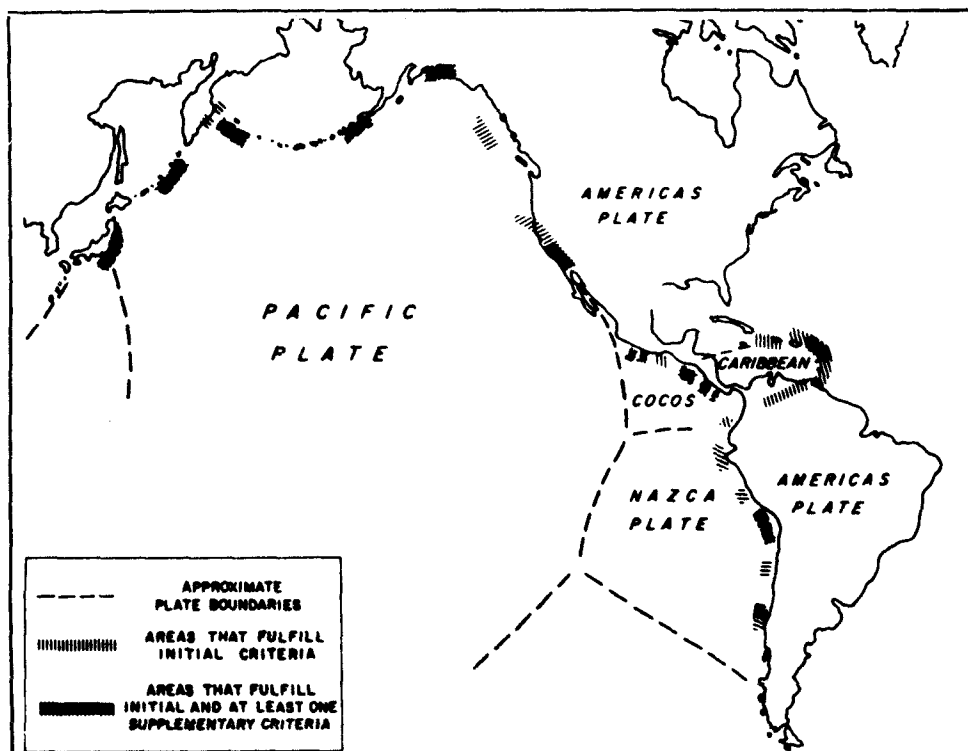 AMERICAS
PLATE
PACIFIC
PLATE
CARIBBEAN
COCOS
NAZCA
PLATE
AMERICAS
PLATE
APPROXIMATE
PLATE BOUNDARIES
AREAS THAT FULFILL
INITIAL CRITERIA
AREAS THAT FULFILL
INITIAL AND AT LEAST ONE
SUPPLEMENTARY CRITERIA